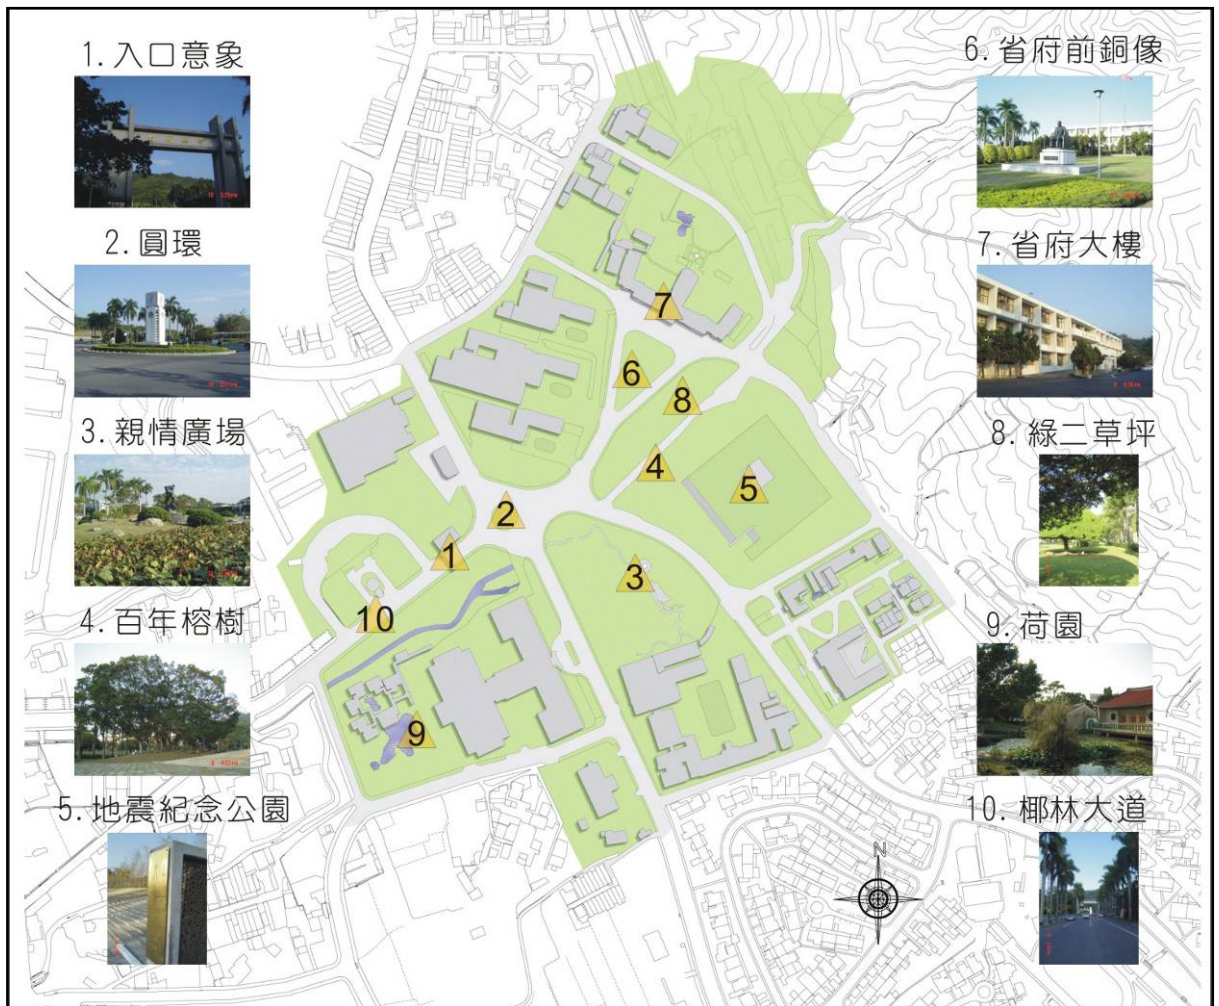 1. 入口意象
2. 圓環
3. 親情廣場
4. 百年榕樹
5. 地震紀念公園
6. 省府前銅像
7. 省府大樓
8. 綠二草坪
9. 荷園
10. 椰林大道
7
6
8
4
5
2
1
3
10
9
N